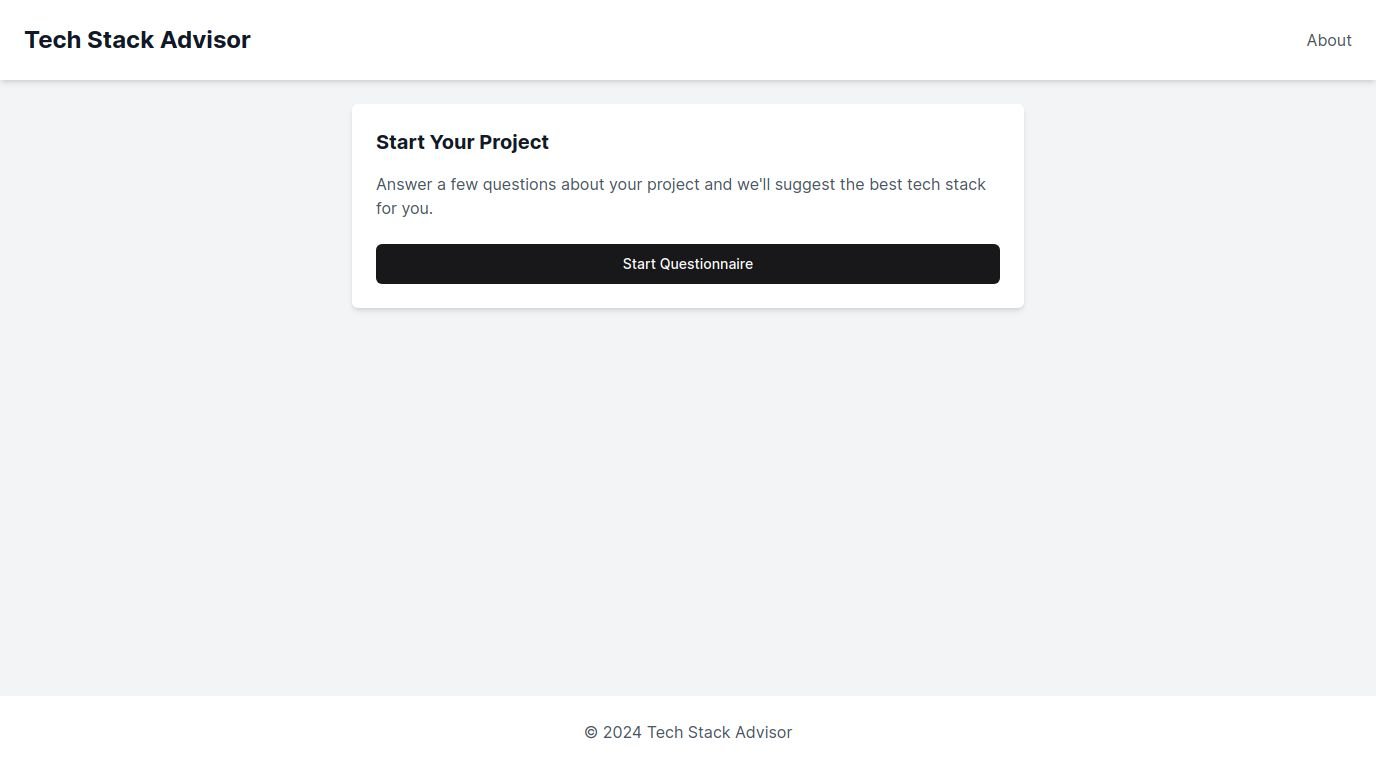 Tech Stack Advisor
About
Start Your Project
Answer a few questions about your project and we'll suggest the best tech stack
for you.
Start Questionnaire
© 2024 Tech Stack Advisor